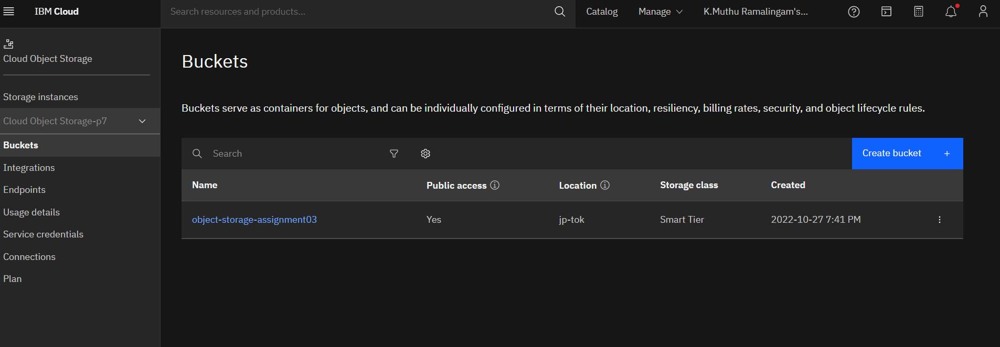 IBM Cloud
Search resources and products...
Catalog
Manage
K.Muthu Ramalingam's...
Cloud Object Storage
Storage instances
Cloud Object Storage-p7
Buckets
Integrations
Endpoints
Usage details
Service credentials
Connections
Plan
Buckets
Buckets serve as containers for objects, and can be individually configured in terms of their location, resiliency, billing rates, security, and object lifecycle rules.
Search
Create bucket +
Name Public access Location Storage class Created
object-storage-assignment03 Yes jp-tok Smart Tier 2022-10-27 7:41 PM